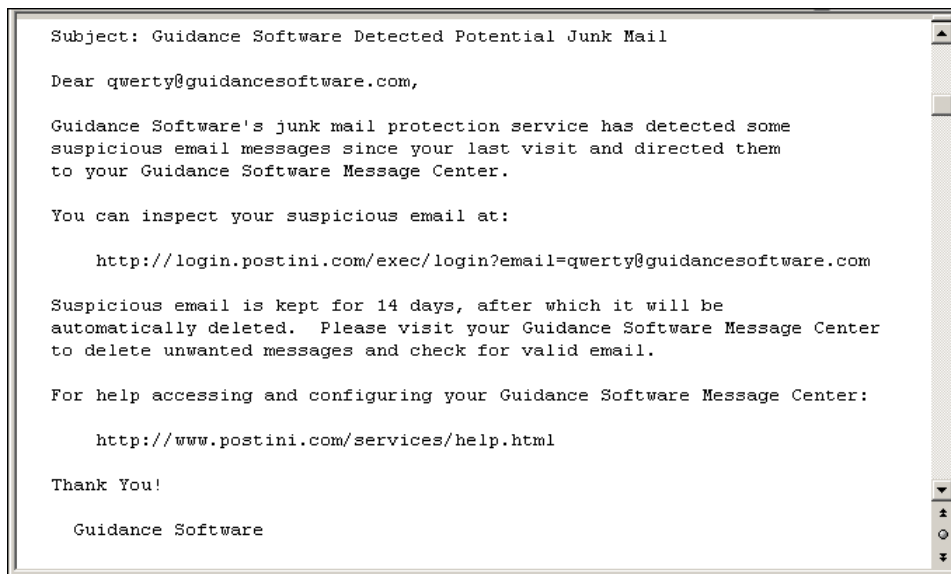 Subject: Guidance Software Detected Potential Junk Mail
Dear qwerty@guidancesoftware.com,
Guidance Software's junk mail protection service has detected some
suspicious email messages since your last visit and directed them
to your Guidance Software Message Center.
You can inspect your suspicious email at:
http://login.postini.com/exec/login?email=qwerty@guidancesoftware.com
Suspicious email is kept for 14 days, after which it will be
automatically deleted.  Please visit your Guidance Software Message Center
to delete unwanted messages and check for valid email.
For help accessing and configuring your Guidance Software Message Center:
http://www.postini.com/services/help.html
Thank You!
Guidance Software